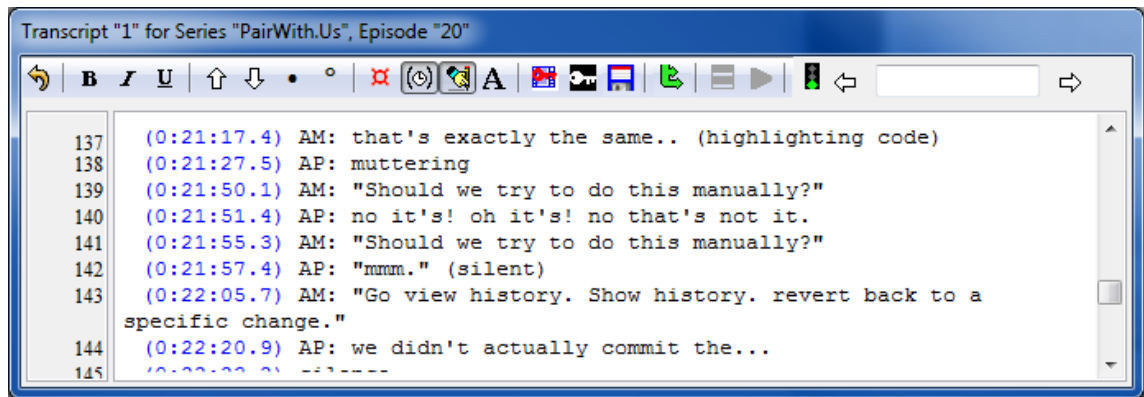 Transcript "1" for Series "PairWith.Us", Episode "20"
B I U A
137 (0:21:17.4) AM: that's exactly the same.. (highlighting code)
138 (0:21:27.5) AP: muttering
139 (0:21:50.1) AM: "Should we try to do this manually?"
140 (0:21:51.4) AP: no it's! oh it's! no that's not it.
141 (0:21:55.3) AM: "Should we try to do this manually?"
142 (0:21:57.4) AP: "mmm." (silent)
143 (0:22:05.7) AM: "Go view history. Show history. revert back to a
specific change."
144 (0:22:20.9) AP: we didn't actually commit the...
145